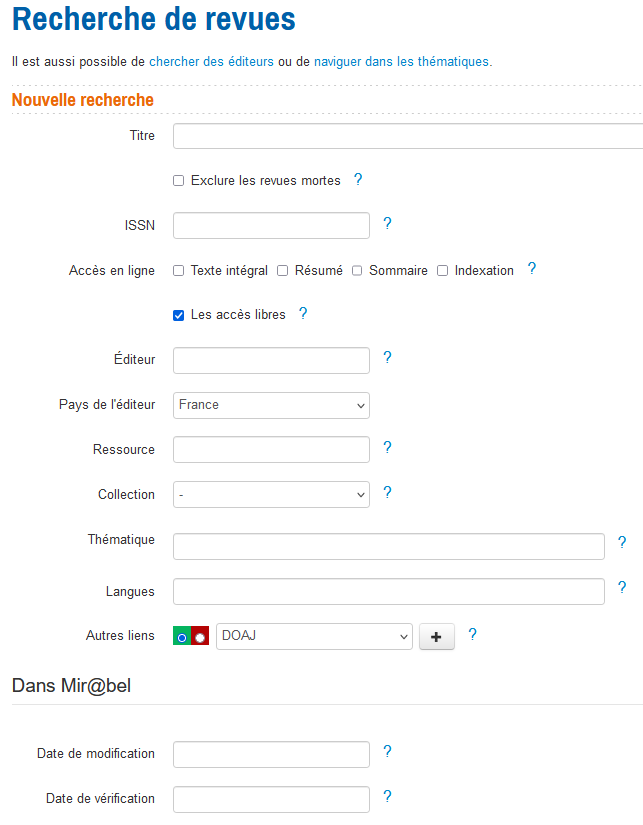 Recherche de revues
Il est aussi possible de chercher des éditeurs ou de naviguer dans les thématiques.
Nouvelle recherche
Titre
Exclure les revues mortes ?
ISSN ?
Accès en ligne Texte intégral Résumé Sommaire Indexation ?
Les accès libres ?
Éditeur ?
Pays de l'éditeur France
Ressource ?
Collection - ?
Thématique ?
Langues ?
Autres liens DOAJ + ?
Dans Mir@bel
Date de modification ?
Date de vérification ?